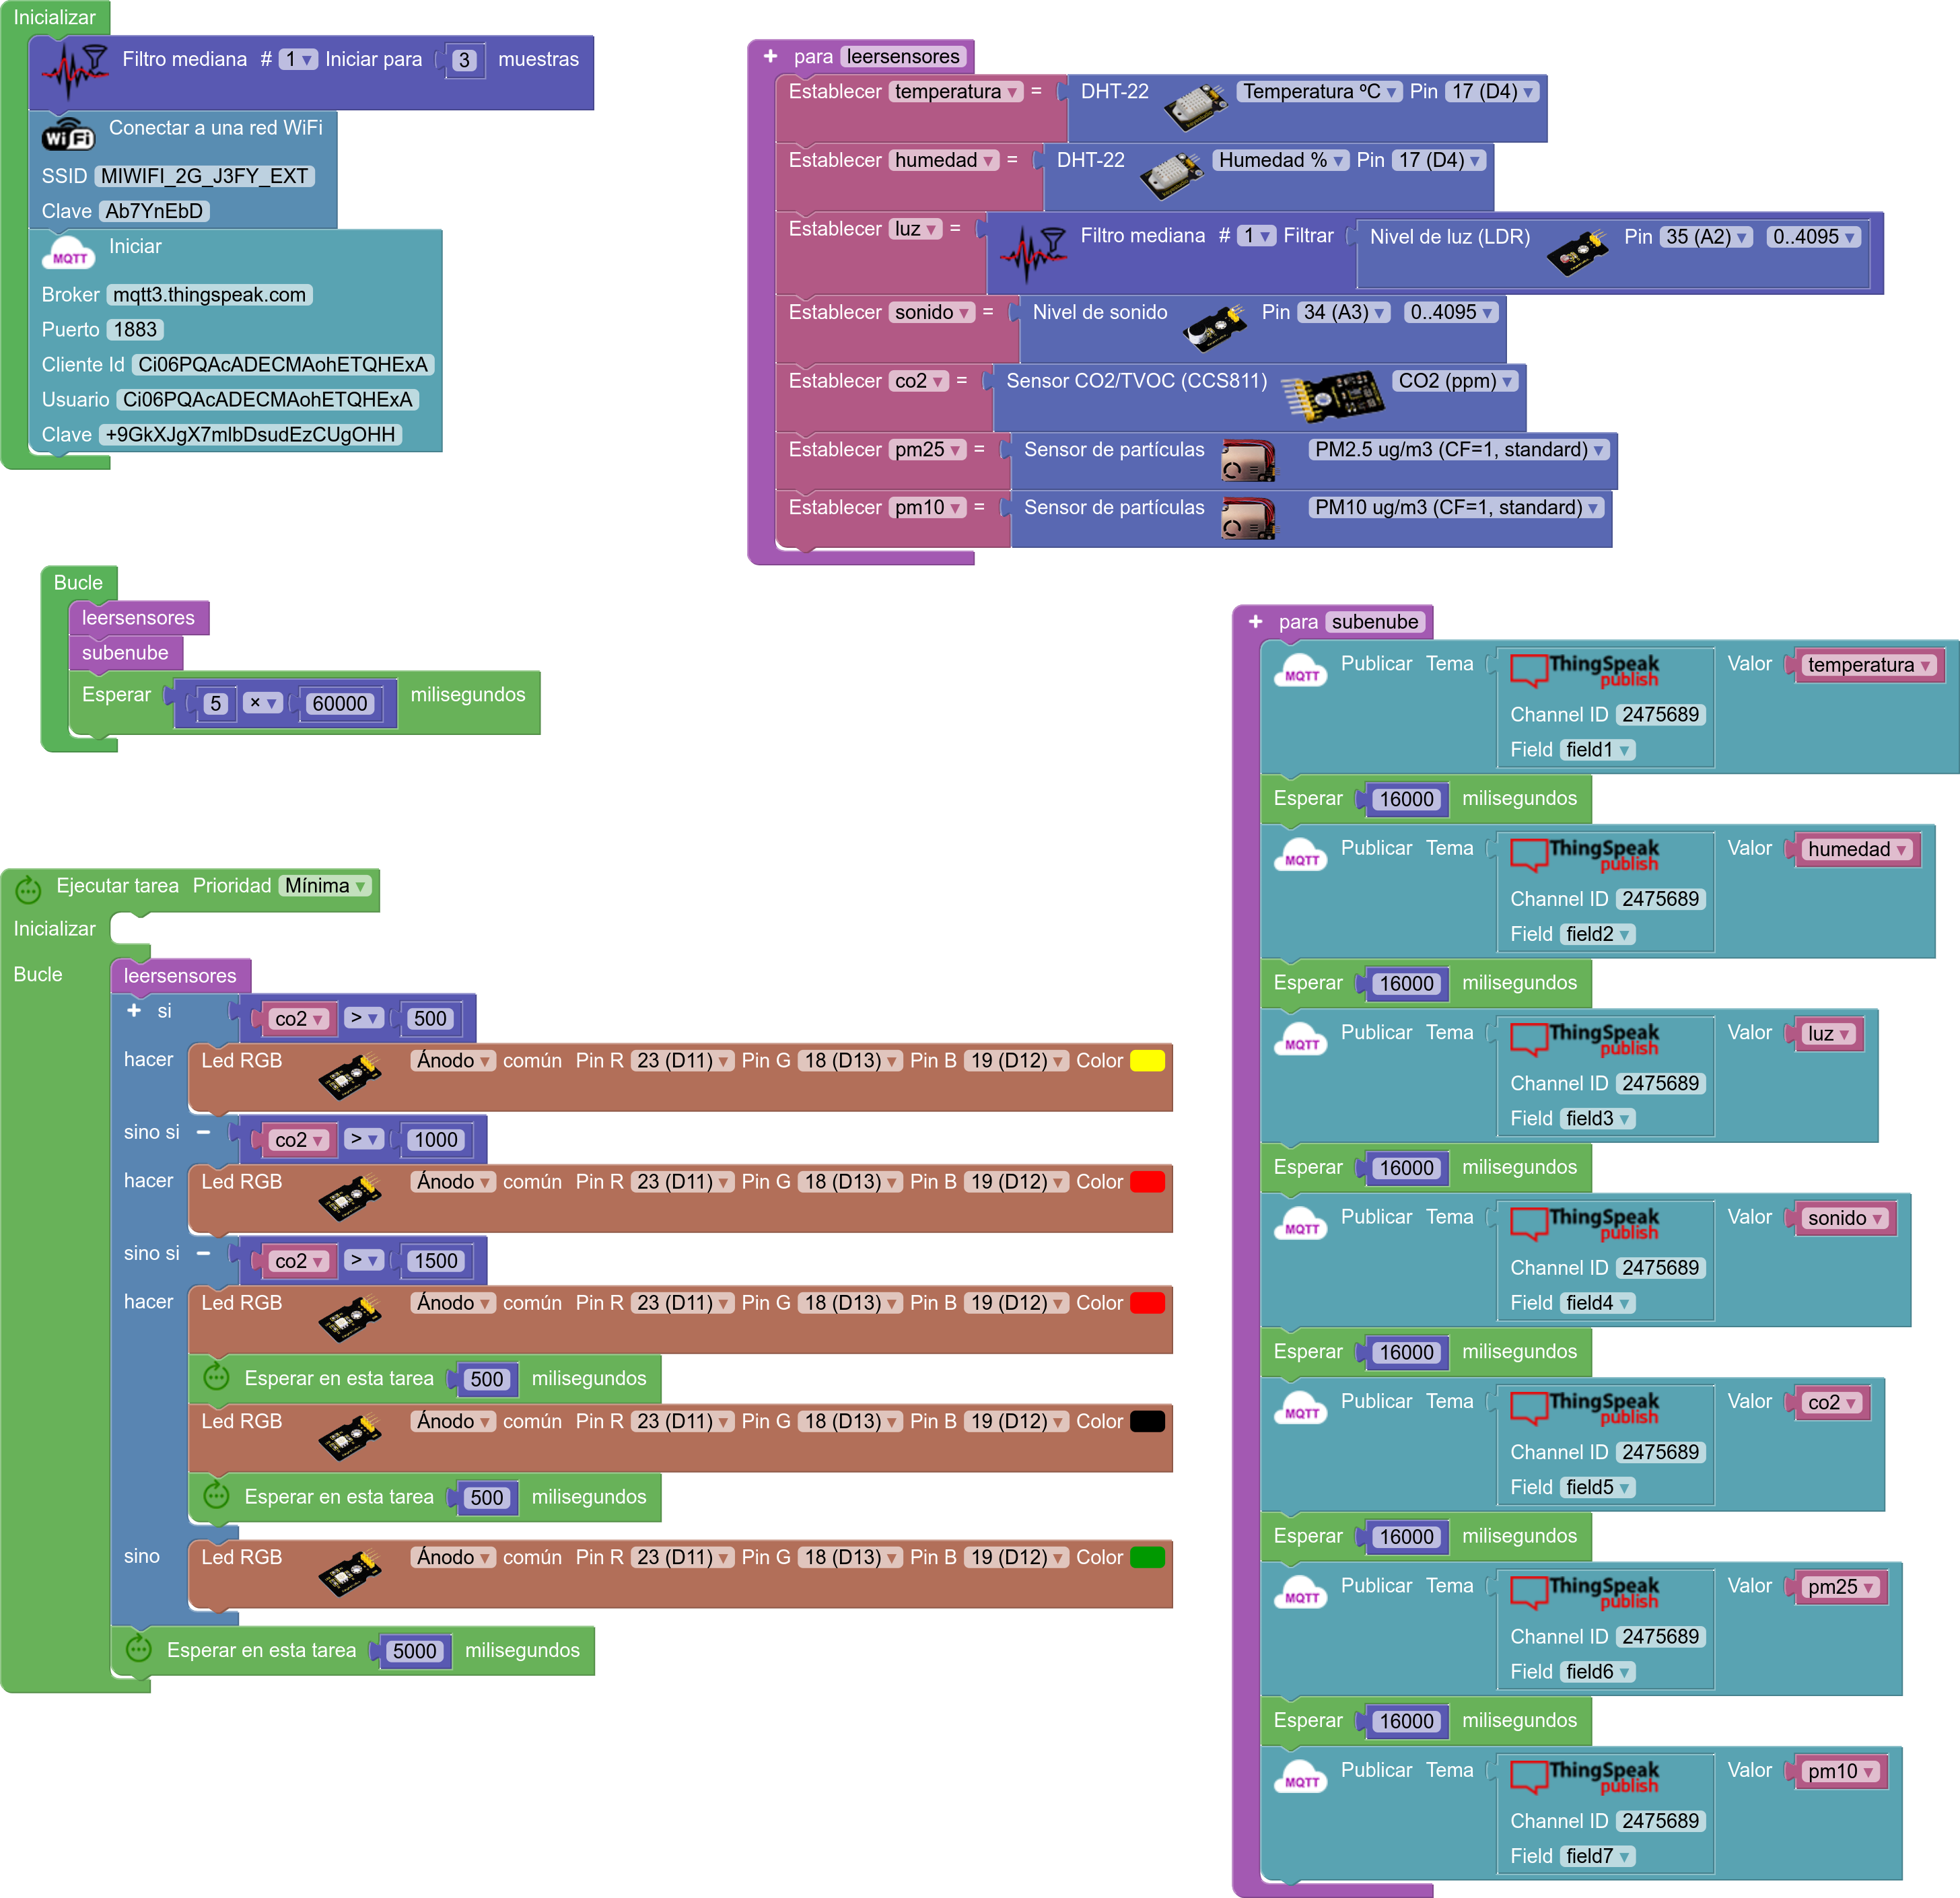 Inicializar
Filtro mediana # 1 ▾ Iniciar para 3 muestras
WiFi Conectar a una red WiFi
SSID MIWIFI_2G_J3FY_EXT
Clave Ab7YnEbD
MQTT Iniciar
Broker mqtt3.thingspeak.com
Puerto 1883
Cliente Id Ci06PQAcADECMAohETQHExA
Usuario Ci06PQAcADECMAohETQHExA
Clave +9GkXJgX7mlbDsudEzCUgOHH
+ para leersensores
Establecer temperatura ▾ = DHT-22 Temperatura ºC ▾ Pin 17 (D4) ▾
Establecer humedad ▾ = DHT-22 Humedad % ▾ Pin 17 (D4) ▾
Establecer luz ▾ = Filtro mediana # 1 ▾ Filtrar Nivel de luz (LDR) Pin 35 (A2) ▾ 0..4095 ▾
Establecer sonido ▾ = Nivel de sonido Pin 34 (A3) ▾ 0..4095 ▾
Establecer co2 ▾ = Sensor CO2/TVOC (CCS811) CO2 (ppm) ▾
Establecer pm25 ▾ = Sensor de partículas PM2.5 ug/m3 (CF=1, standard) ▾
Establecer pm10 ▾ = Sensor de partículas PM10 ug/m3 (CF=1, standard) ▾
Bucle
leersensores
subenube
Esperar 5 × ▾ 60000 milisegundos
Ejecutar tarea Prioridad Mínima ▾
Inicializar
Bucle
leersensores
+ si co2 ▾ > ▾ 500
hacer Led RGB Ánodo ▾ común Pin R 23 (D11) ▾ Pin G 18 (D13) ▾ Pin B 19 (D12) ▾ Color
sino si − co2 ▾ > ▾ 1000
hacer Led RGB Ánodo ▾ común Pin R 23 (D11) ▾ Pin G 18 (D13) ▾ Pin B 19 (D12) ▾ Color
sino si − co2 ▾ > ▾ 1500
hacer Led RGB Ánodo ▾ común Pin R 23 (D11) ▾ Pin G 18 (D13) ▾ Pin B 19 (D12) ▾ Color
Esperar en esta tarea 500 milisegundos
Led RGB Ánodo ▾ común Pin R 23 (D11) ▾ Pin G 18 (D13) ▾ Pin B 19 (D12) ▾ Color
Esperar en esta tarea 500 milisegundos
sino Led RGB Ánodo ▾ común Pin R 23 (D11) ▾ Pin G 18 (D13) ▾ Pin B 19 (D12) ▾ Color
Esperar en esta tarea 5000 milisegundos
+ para subenube
MQTT Publicar Tema ThingSpeak publish Valor temperatura ▾
Channel ID 2475689
Field field1 ▾
Esperar 16000 milisegundos
MQTT Publicar Tema ThingSpeak publish Valor humedad ▾
Channel ID 2475689
Field field2 ▾
Esperar 16000 milisegundos
MQTT Publicar Tema ThingSpeak publish Valor luz ▾
Channel ID 2475689
Field field3 ▾
Esperar 16000 milisegundos
MQTT Publicar Tema ThingSpeak publish Valor sonido ▾
Channel ID 2475689
Field field4 ▾
Esperar 16000 milisegundos
MQTT Publicar Tema ThingSpeak publish Valor co2 ▾
Channel ID 2475689
Field field5 ▾
Esperar 16000 milisegundos
MQTT Publicar Tema ThingSpeak publish Valor pm25 ▾
Channel ID 2475689
Field field6 ▾
Esperar 16000 milisegundos
MQTT Publicar Tema ThingSpeak publish Valor pm10 ▾
Channel ID 2475689
Field field7 ▾